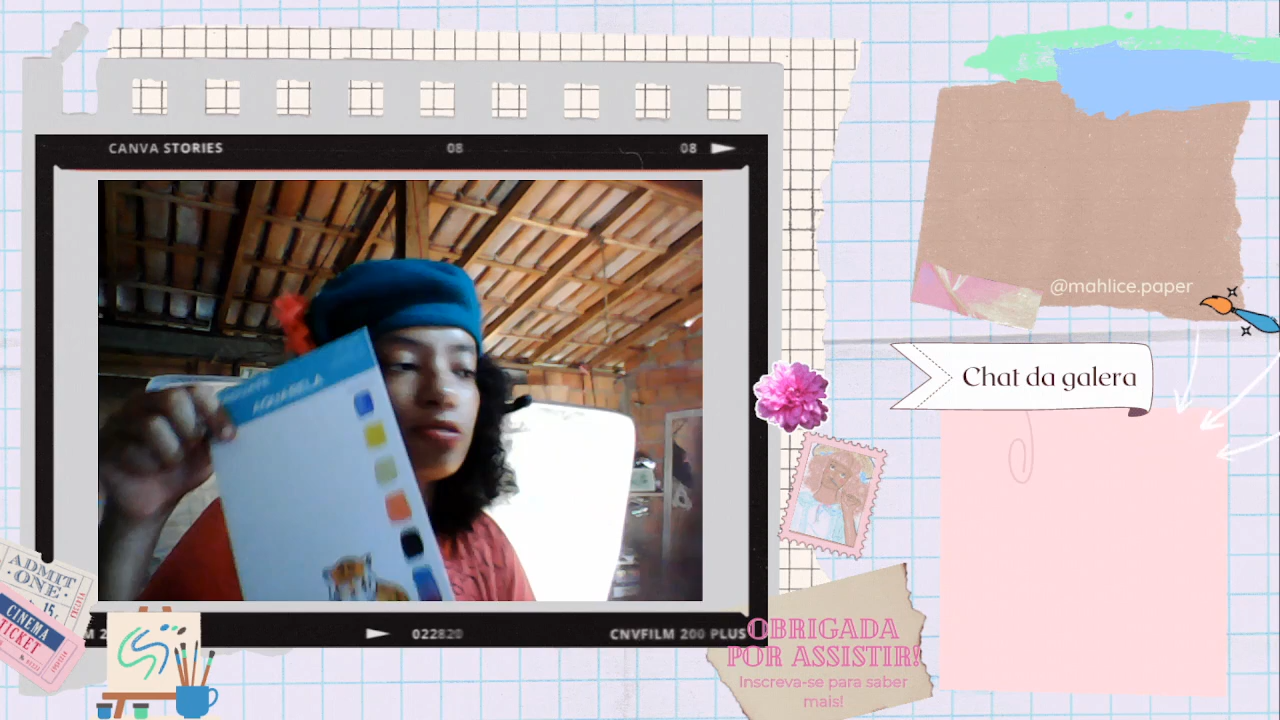 CANVA STORIES 08 08
AQUARELA
022820 CNVFILM 200 PLUS
ADMIT
ONE
15
CINEMA
TICKET
@mahlice.paper
Chat da galera
OBRIGADA
POR ASSISTIR!
Inscreva-se para saber
mais!